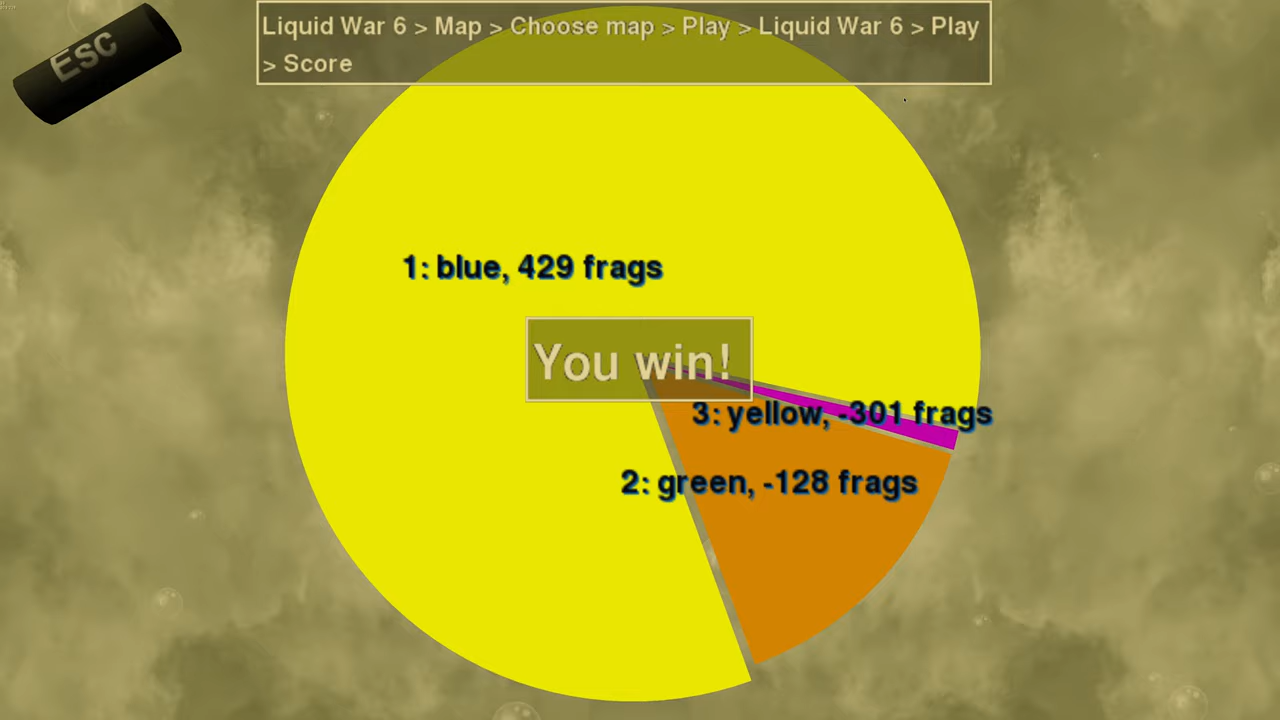 ESC
Liquid War 6 > Map > Choose map > Play > Liquid War 6 > Play
> Score
1: blue, 429 frags
You win!
3: yellow, -301 frags
2: green, -128 frags